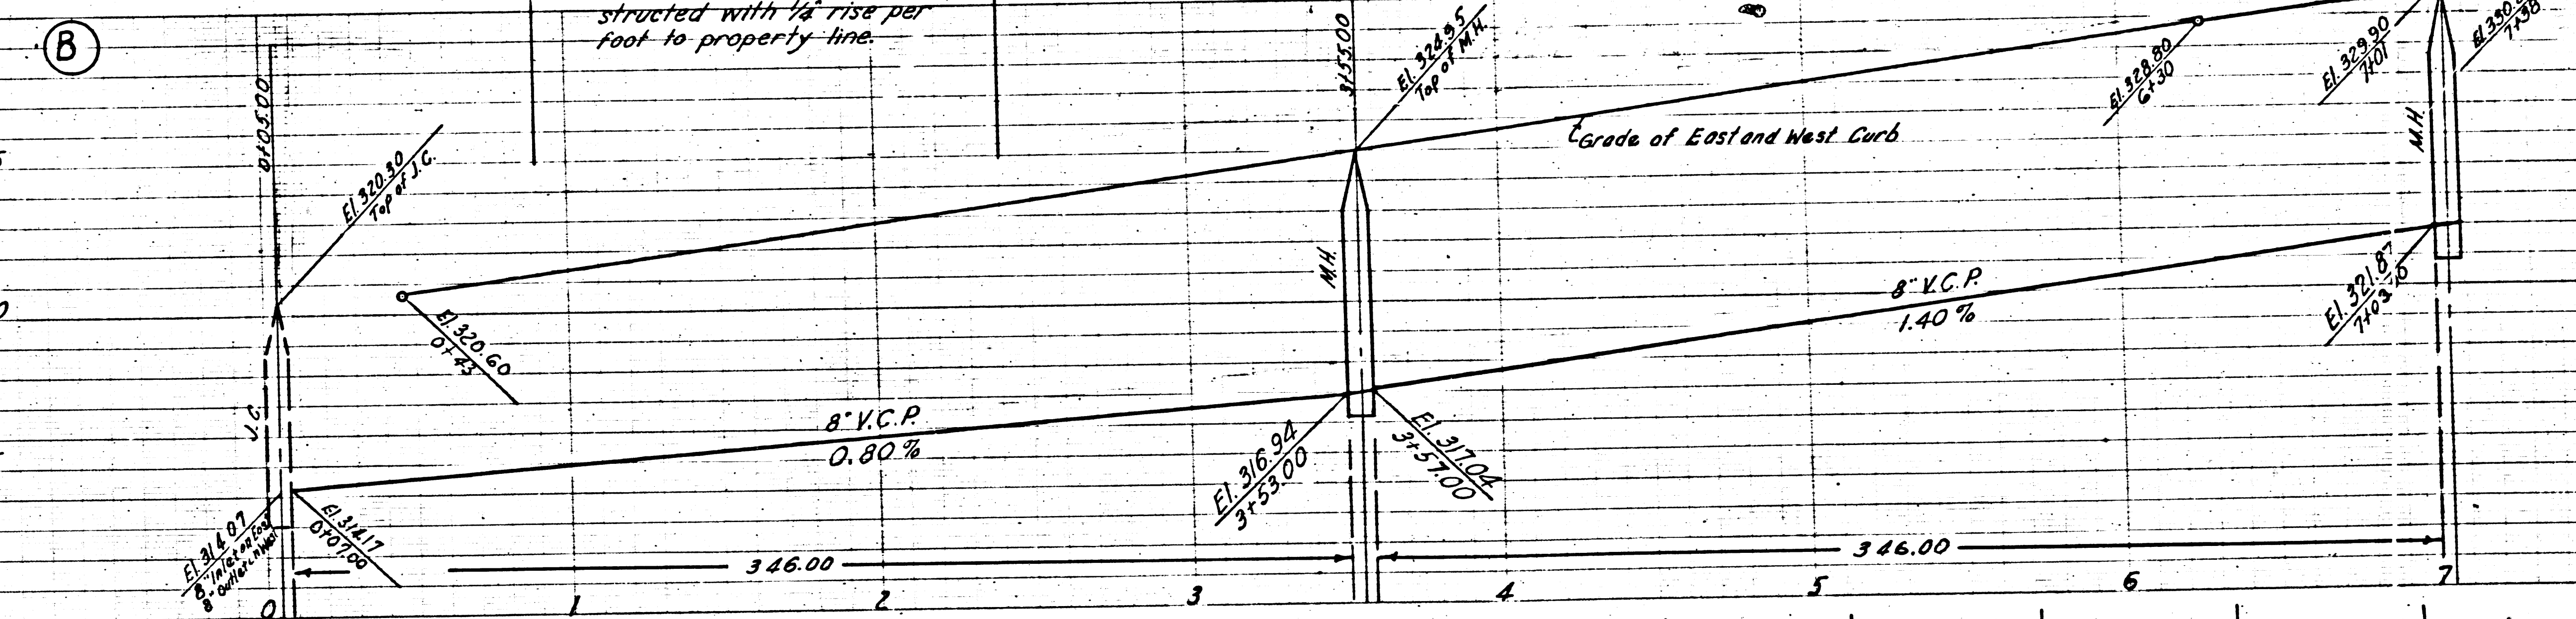 B
structed with 1/4" rise per
foot to property line.
0+05.00
El. 320.30
Top of J.C.
El. 320.60
0+43
J.C.
El. 314.07
8" Inlet on East
8" Outlet on West
El. 314.17
0+07.00
8" V.C.P.
0.80 %
346.00
3+55.00
El. 324.95
Top of M.H.
M.H.
El. 316.94
3+53.00
El. 317.04
3+57.00
Grade of East and West Curb
8" V.C.P.
1.40 %
346.00
El. 328.80
6+30
El. 329.90
7+01
El. 330.
7+38
M.H.
El. 321.87
7+03.10
0 1 2 3 4 5 6 7